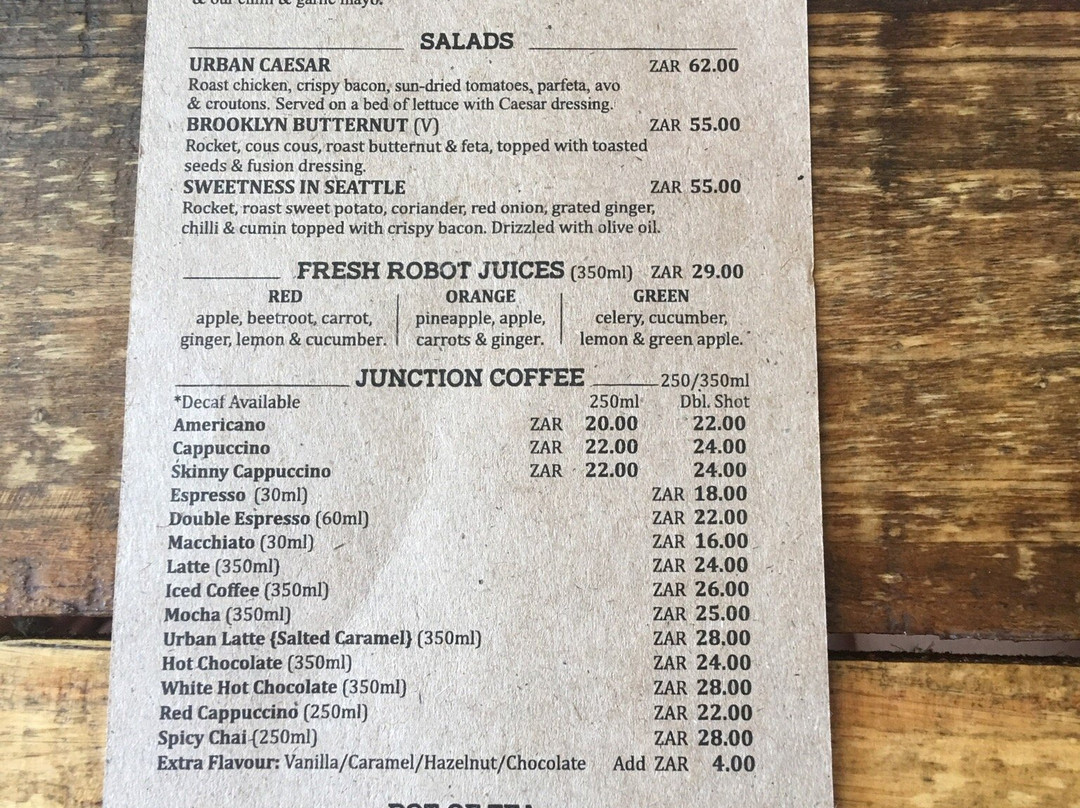 & our chilli & garlic mayo.
SALADS
URBAN CAESAR ZAR 62.00
Roast chicken, crispy bacon, sun-dried tomatoes, parfeta, avo
& croutons. Served on a bed of lettuce with Caesar dressing.
BROOKLYN BUTTERNUT (V) ZAR 55.00
Rocket, cous cous, roast butternut & feta, topped with toasted
seeds & fusion dressing.
SWEETNESS IN SEATTLE ZAR 55.00
Rocket, roast sweet potato, coriander, red onion, grated ginger,
chilli & cumin topped with crispy bacon. Drizzled with olive oil.
FRESH ROBOT JUICES (350ml) ZAR 29.00
RED ORANGE GREEN
apple, beetroot, carrot, pineapple, apple, celery, cucumber,
ginger, lemon & cucumber. carrots & ginger. lemon & green apple.
JUNCTION COFFEE 250/350ml
*Decaf Available 250ml Dbl. Shot
Americano ZAR 20.00 22.00
Cappuccino ZAR 22.00 24.00
Skinny Cappuccino ZAR 22.00 24.00
Espresso (30ml) ZAR 18.00
Double Espresso (60ml) ZAR 22.00
Macchiato (30ml) ZAR 16.00
Latte (350ml) ZAR 24.00
Iced Coffee (350ml) ZAR 26.00
Mocha (350ml) ZAR 25.00
Urban Latte {Salted Caramel} (350ml) ZAR 28.00
Hot Chocolate (350ml) ZAR 24.00
White Hot Chocolate (350ml) ZAR 28.00
Red Cappuccino (250ml) ZAR 22.00
Spicy Chai (250ml) ZAR 28.00
Extra Flavour: Vanilla/Caramel/Hazelnut/Chocolate Add ZAR 4.00
POT OF TEA